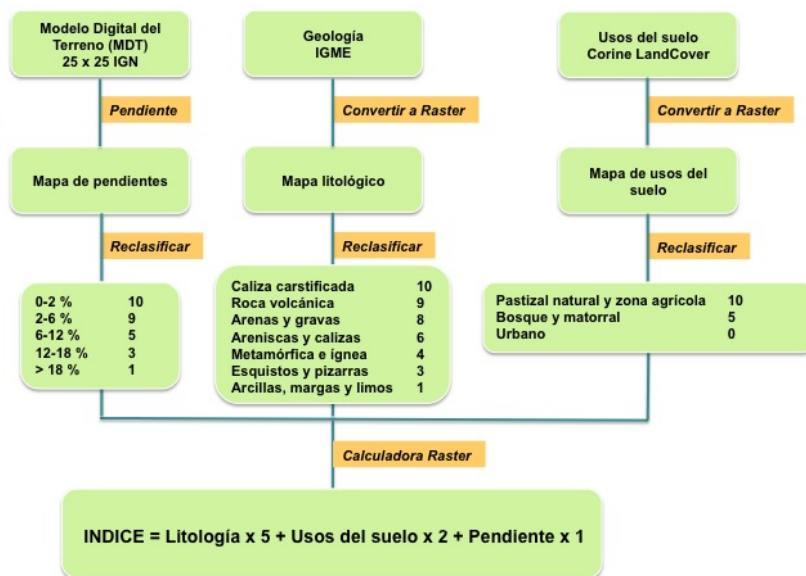 Modelo Digital del
Terreno (MDT)
25 x 25 IGN
Geología
IGME
Usos del suelo
Corine LandCover
Pendiente
Convertir a Raster
Convertir a Raster
Mapa de pendientes
Mapa litológico
Mapa de usos del
suelo
Reclasificar
Reclasificar
Reclasificar
0-2 % 10
2-6 % 9
6-12 % 5
12-18 % 3
> 18 % 1
Caliza carstificada 10
Roca volcánica 9
Arenas y gravas 8
Areniscas y calizas 6
Metamórfica e ígnea 4
Esquistos y pizarras 3
Arcillas, margas y limos 1
Pastizal natural y zona agrícola 10
Bosque y matorral 5
Urbano 0
Calculadora Raster
INDICE = Litología x 5 + Usos del suelo x 2 + Pendiente x 1